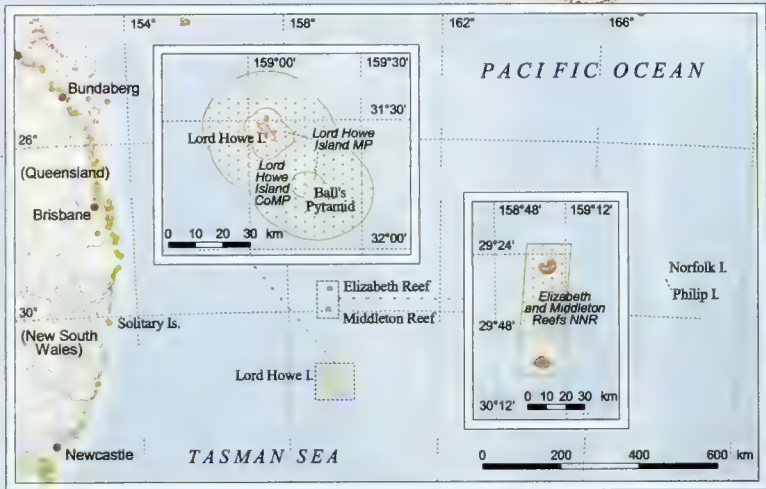 154°
158°
162°
166°
159°00
159°30
PACIFIC OCEAN
Bundaberg
31°30
Lord Howe I.
Lord Howe
Island MP
26°
(Queensland)
Lord
Howe
Island
CoMP
Ball's
Pyramid
Brisbane
0 10 20 30 km
32°00
158°48
159°12
29°24
Elizabeth Reef
Middleton Reef
Norfolk I.
Philip I.
Elizabeth
and Middleton
Reefs NNR
29°48
30°
Solitary Is.
(New South
Wales)
Lord Howe I.
0 10 20 30 km
30°12
Newcastle
TASMAN SEA
0 200 400 600 km